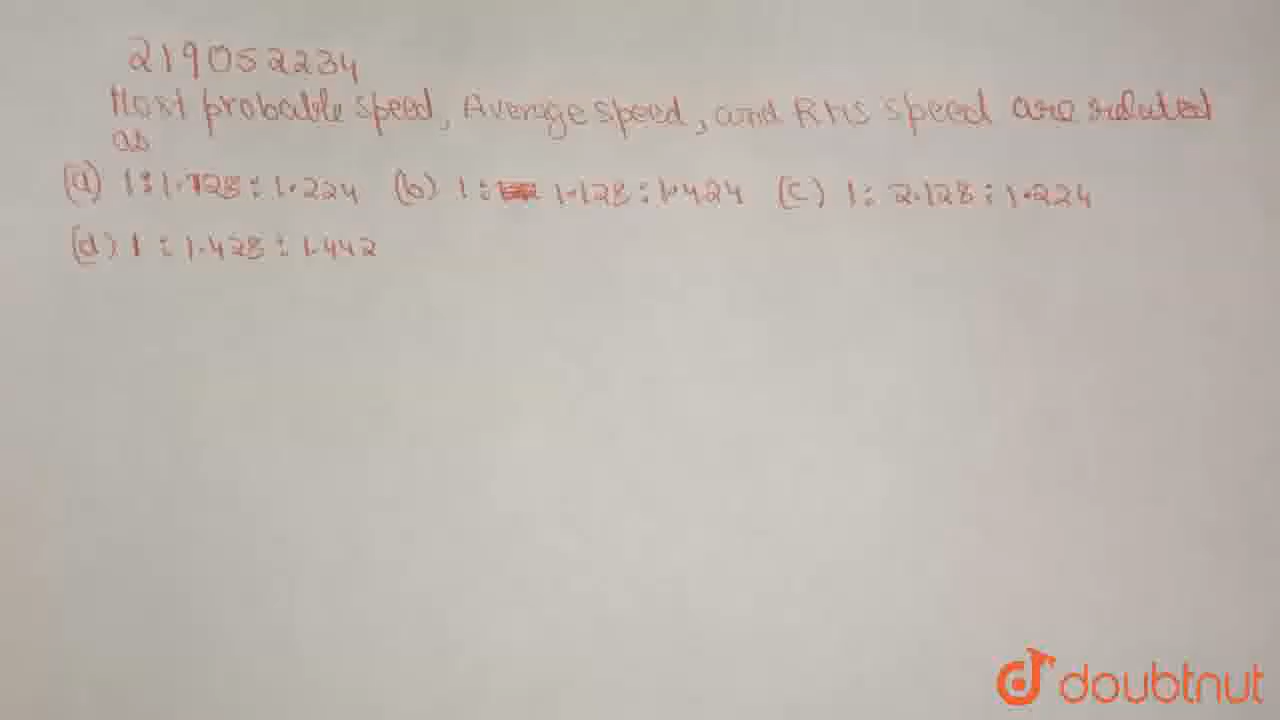 219052234
Most probable speed, Average speed, and RMS speed are related
as
(a) 1:1.128:1.224 (b) 1: 1.128:1.424 (c) 1: 2.128:1.224
(d) 1:1.428:1.442
doubtnut